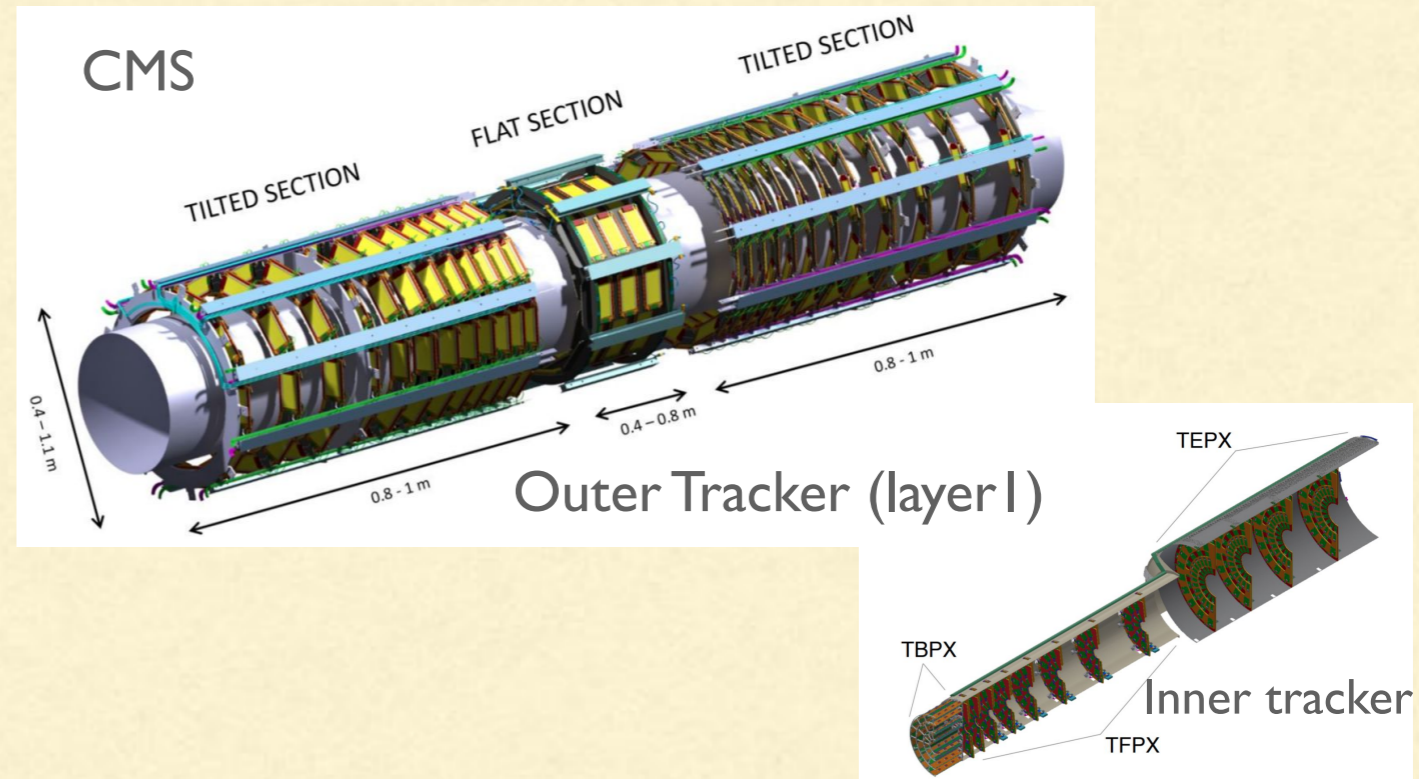 CMS
TILTED SECTION
FLAT SECTION
TILTED SECTION
0.4 – 1.1 m
0.8 - 1 m
0.4 – 0.8 m
0.8 - 1 m
Outer Tracker (layer1)
TEPX
TBPX
Inner tracker
TFPX